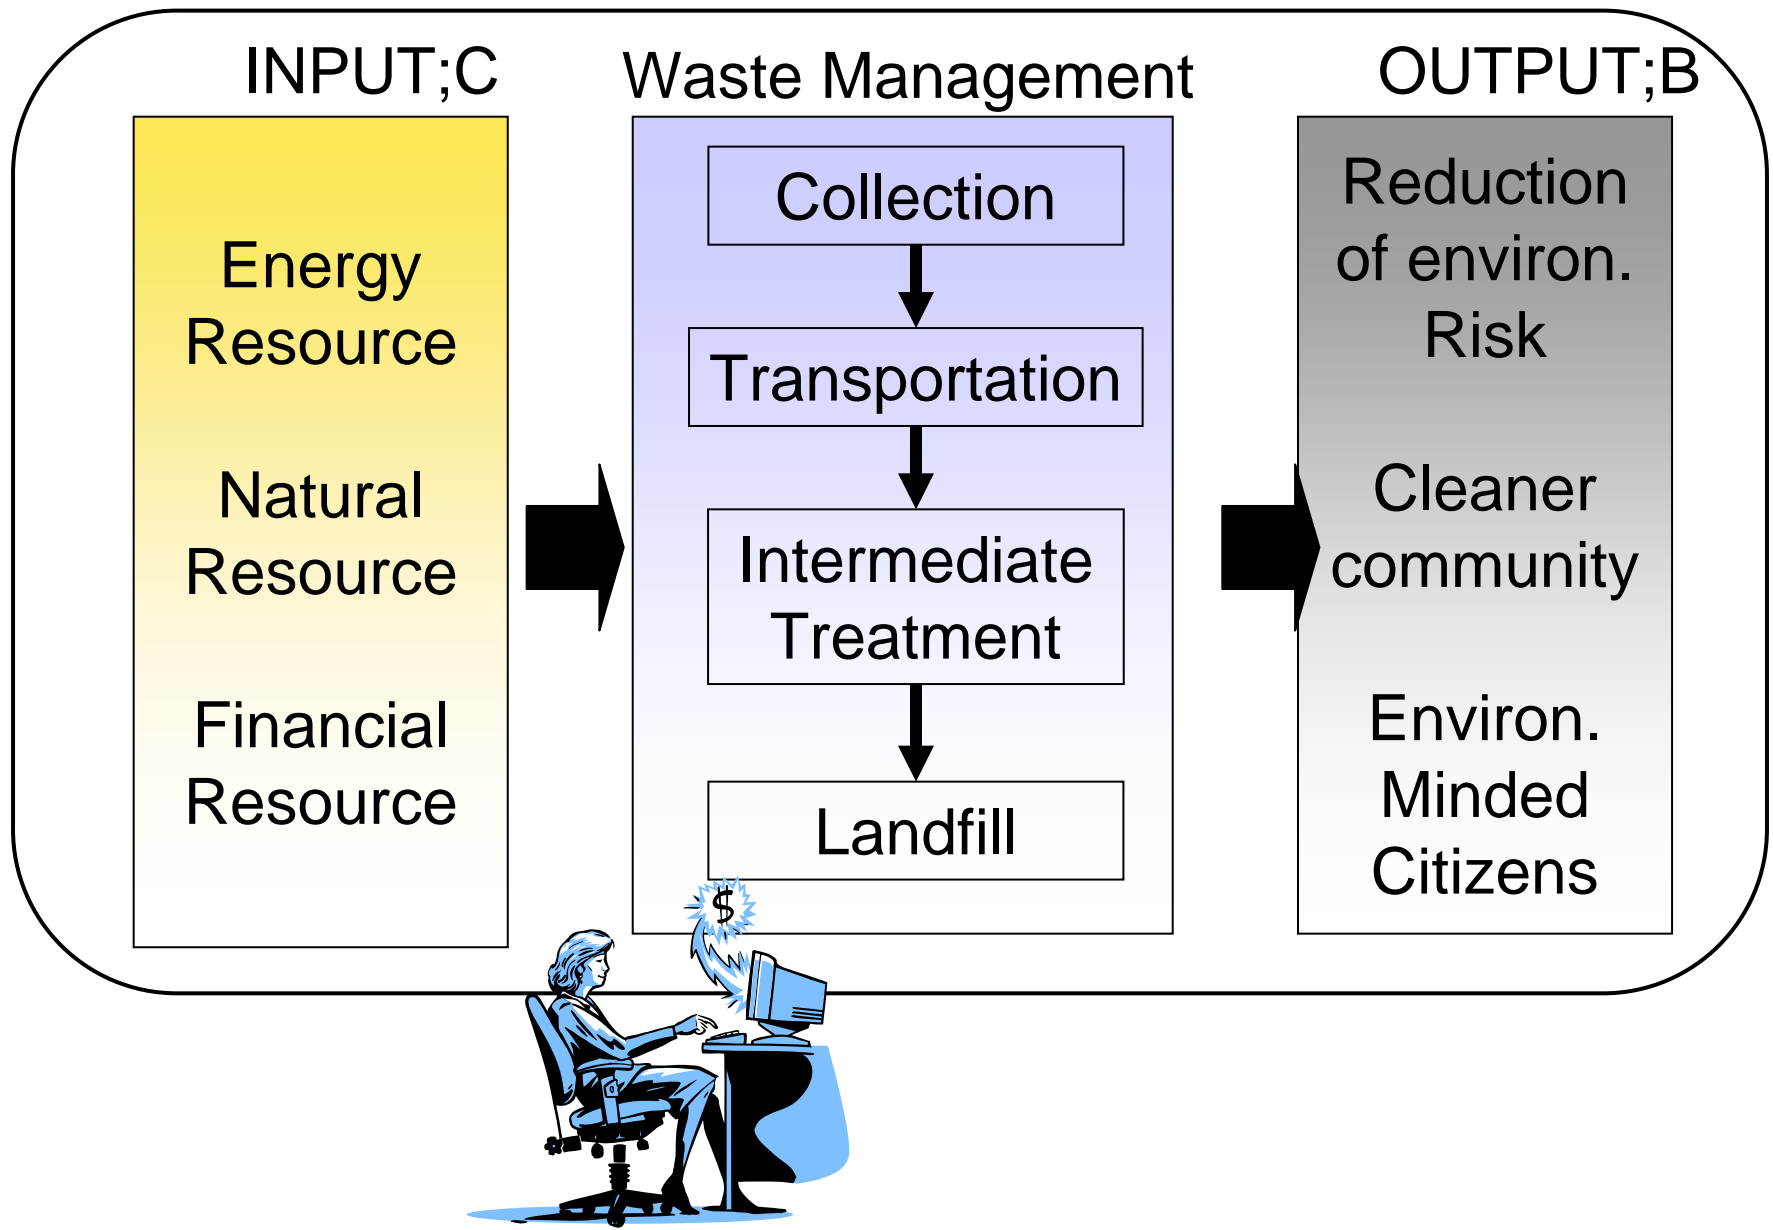 INPUT;C
Energy
Resource
Natural
Resource
Financial
Resource
Waste Management
Collection
Transportation
Intermediate
Treatment
Landfill
$
OUTPUT;B
Reduction
of environ.
Risk
Cleaner
community
Environ.
Minded
Citizens